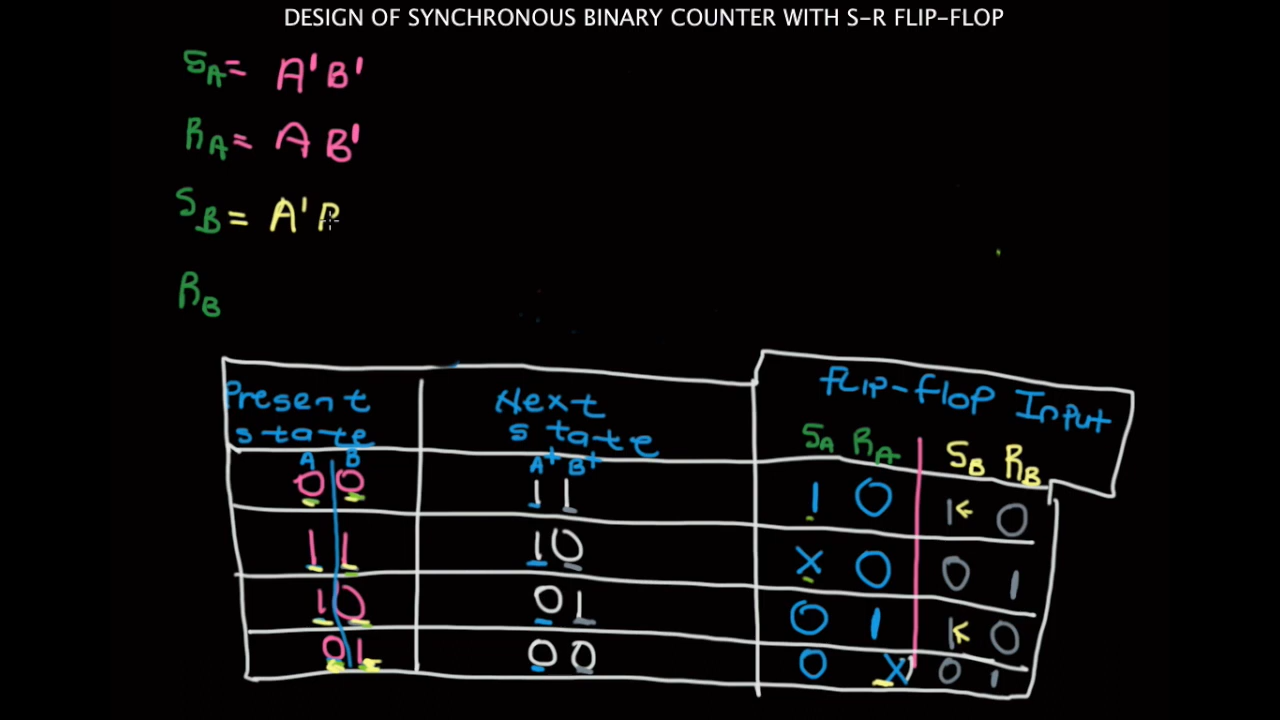 DESIGN OF SYNCHRONOUS BINARY COUNTER WITH S-R FLIP-FLOP
SA= A'B'
RA= AB'
SB= A'B
RB
Present state Next state FLIP-FLOP Input
A B A+ B+ SA RA SB RB
0 0 1 1 1 0 1 0
1 1 1 0 X 0 0 1
1 0 0 1 0 1 1 0
0 1 0 0 0 X 0 1